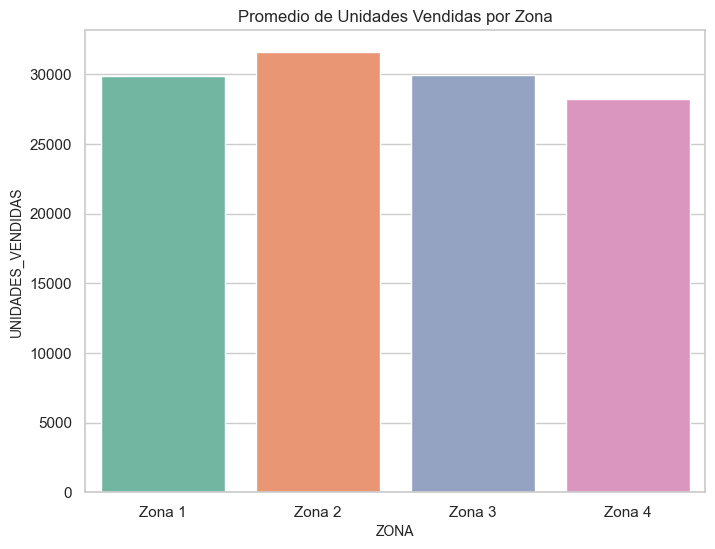 Promedio de Unidades Vendidas por Zona
UNIDADES_VENDIDAS
30000
25000
20000
15000
10000
5000
0
Zona 1
Zona 2
Zona 3
Zona 4
ZONA